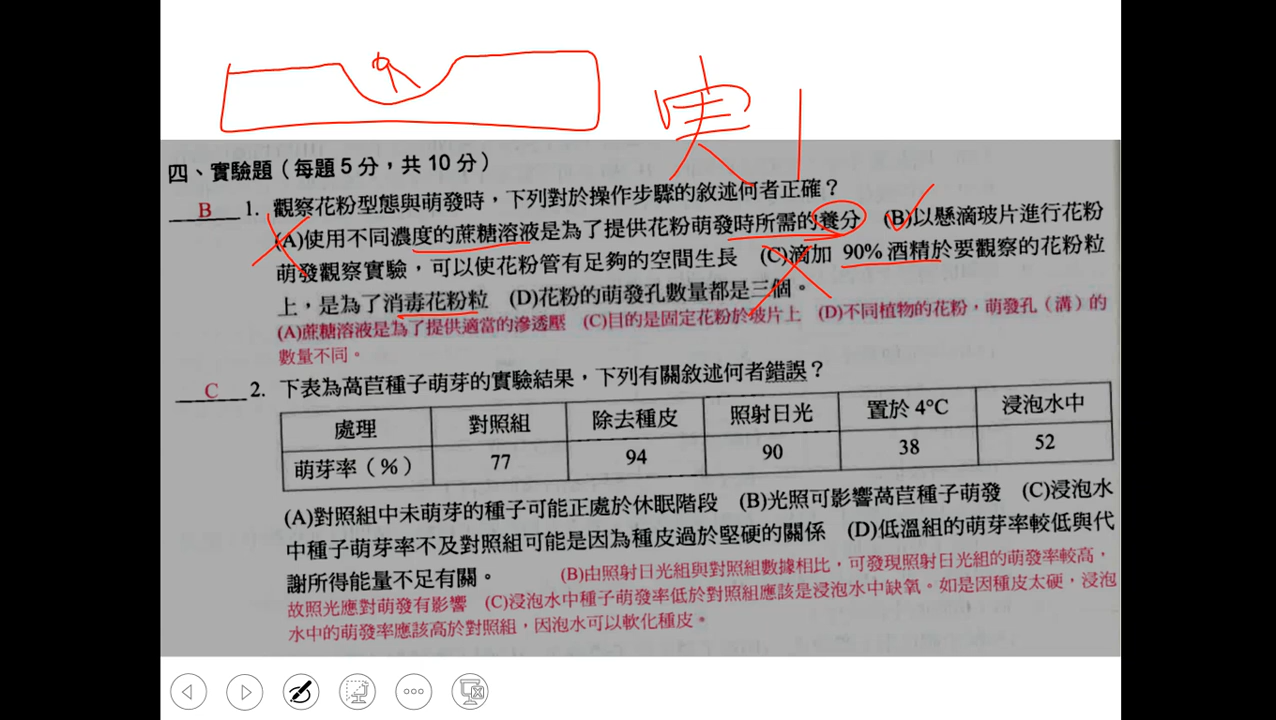 実1
四、實驗題（每題5分，共10分）
B 1. 觀察花粉型態與萌發時，下列對於操作步驟的敘述何者正確？
(A)使用不同濃度的蔗糖溶液是為了提供花粉萌發時所需的養分 (B)以懸滴玻片進行花粉
萌發觀察實驗，可以使花粉管有足夠的空間生長 (C)滴加 90% 酒精於要觀察的花粉粒
上，是為了消毒花粉粒 (D)花粉的萌發孔數量都是三個。
(A)蔗糖溶液是為了提供適當的滲透壓 (C)目的是固定花粉於玻片上 (D)不同植物的花粉，萌發孔（溝）的
數量不同。
C 2. 下表為萵苣種子萌芽的實驗結果，下列有關敘述何者錯誤？
處理 對照組 除去種皮 照射日光 置於 4°C 浸泡水中
萌芽率（%） 77 94 90 38 52
(A)對照組中未萌芽的種子可能正處於休眠階段 (B)光照可影響萵苣種子萌發 (C)浸泡水
中種子萌芽率不及對照組可能是因為種皮過於堅硬的關係 (D)低溫組的萌芽率較低與代
謝所得能量不足有關。 (B)由照射日光組與對照組數據相比，可發現照射日光組的萌發率較高，
故照光應對萌發有影響 (C)浸泡水中種子萌發率低於對照組應該是浸泡水中缺氧。如是因種皮太硬，浸泡
水中的萌發率應該高於對照組，因泡水可以軟化種皮。